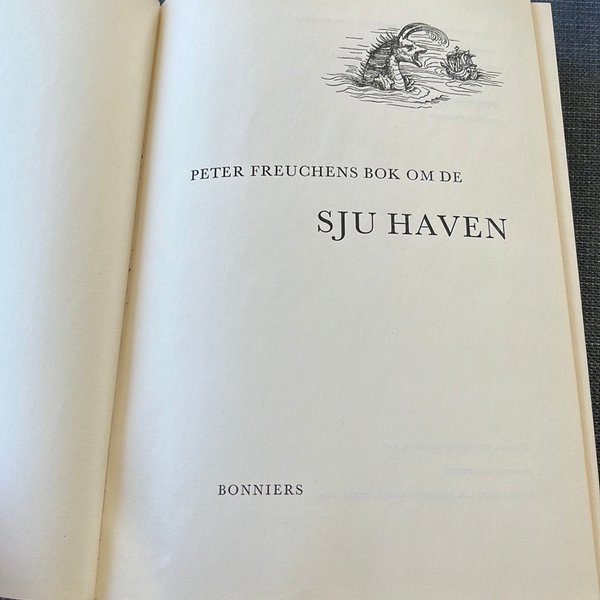 PETER FREUCHENS BOK OM DE
SJU HAVEN
BONNIERS